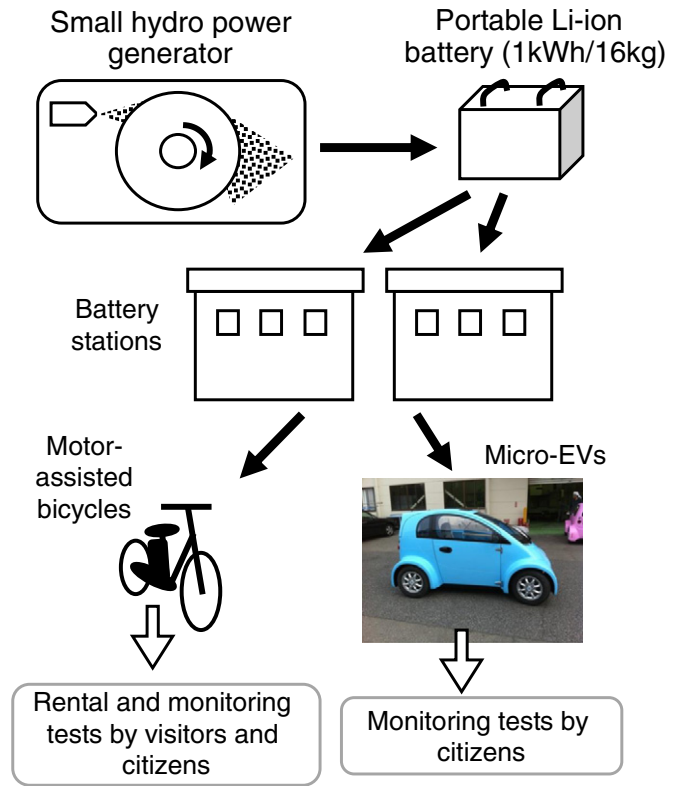 Small hydro power
generator
Portable Li-ion
battery (1kWh/16kg)
Battery
stations
Motor-
assisted
bicycles
Micro-EVs
Rental and monitoring
tests by visitors and
citizens
Monitoring tests by
citizens